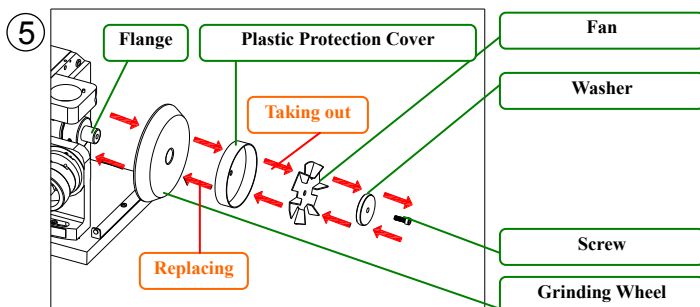 5
Flange
Plastic Protection Cover
Fan
Washer
Taking out
Replacing
Screw
Grinding Wheel